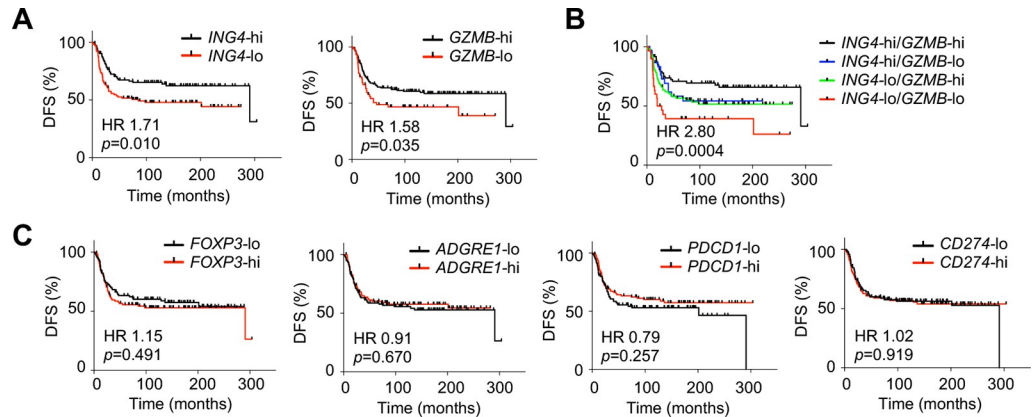 A
ING4-hi
ING4-lo
DFS (%)
100
50
0
HR 1.71
p=0.010
0 100 200 300
Time (months)
GZMB-hi
GZMB-lo
DFS (%)
100
50
0
HR 1.58
p=0.035
0 100 200 300
Time (months)
B
ING4-hi/GZMB-hi
ING4-hi/GZMB-lo
ING4-lo/GZMB-hi
ING4-lo/GZMB-lo
DFS (%)
100
50
0
HR 2.80
p=0.0004
0 100 200 300
Time (months)
C
FOXP3-lo
FOXP3-hi
DFS (%)
100
50
0
HR 1.15
p=0.491
0 100 200 300
Time (months)
ADGRE1-lo
ADGRE1-hi
DFS (%)
100
50
0
HR 0.91
p=0.670
0 100 200 300
Time (months)
PDCD1-lo
PDCD1-hi
DFS (%)
100
50
0
HR 0.79
p=0.257
0 100 200 300
Time (months)
CD274-lo
CD274-hi
DFS (%)
100
50
0
HR 1.02
p=0.919
0 100 200 300
Time (months)